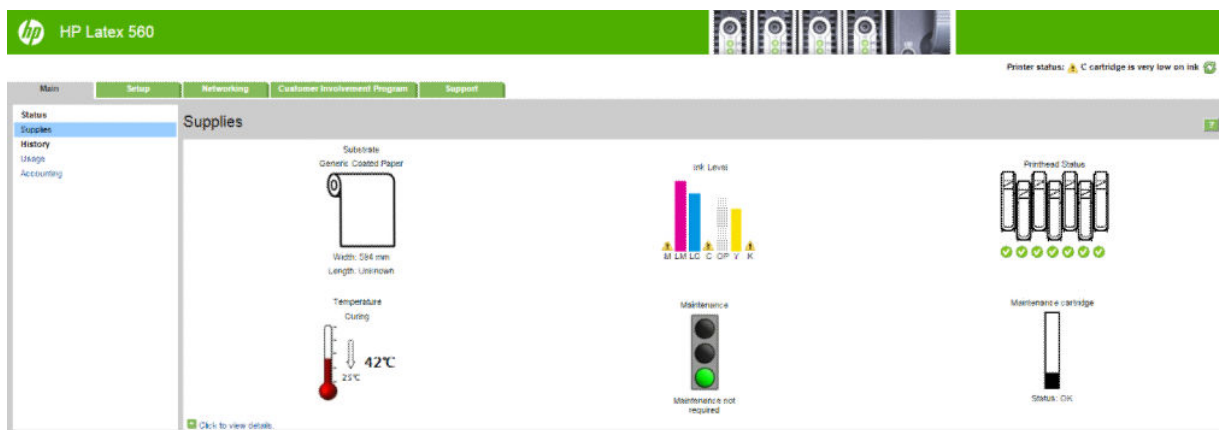 hp HP Latex 560
Printer status: C cartridge is very low on ink
Main Setup Networking Customer Involvement Program Support
Status
Supplies
History
Usage
Accounting
Supplies
?
Substrate
Generic Coated Paper
Width: 594 mm
Length: Unknown
Ink Level
M LM LC C OP Y K
Printhead Status
Temperature
Curing
42°C
25°C
Maintenance
Maintenance not
required
Maintenance cartridge
Status: OK
Click to view details.